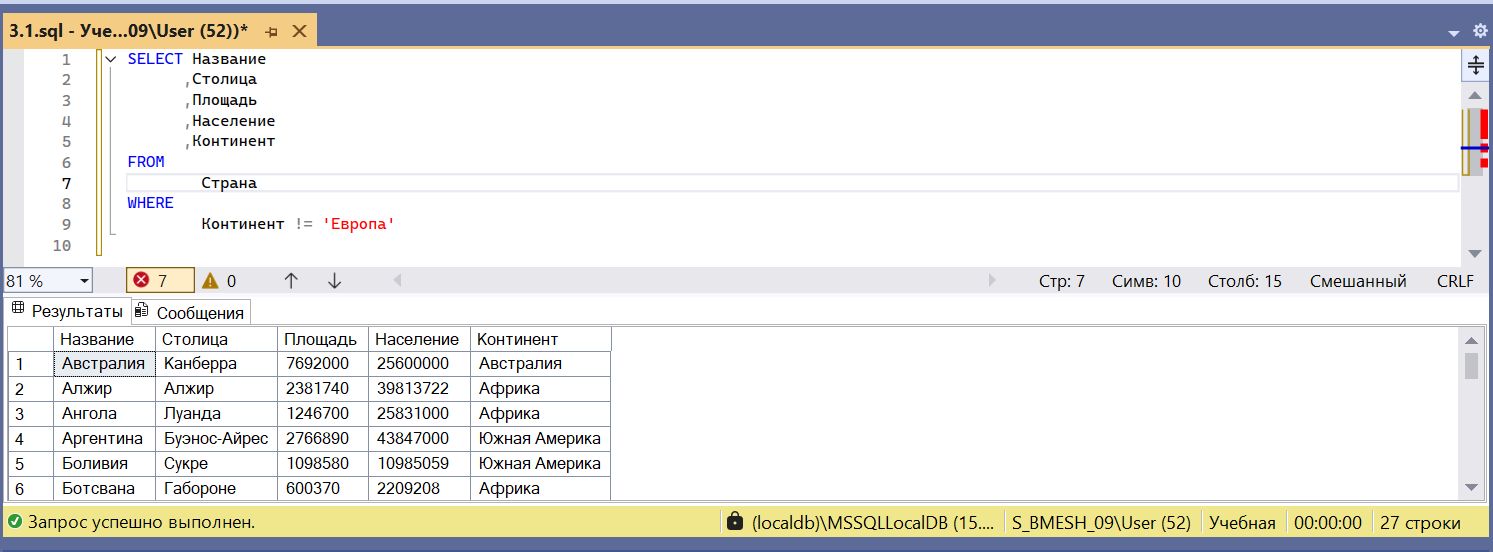 3.1.sql - Уче...09\User (52))*
1 SELECT Название
2 ,Столица
3 ,Площадь
4 ,Население
5 ,Континент
6 FROM
7 Страна
8 WHERE
9 Континент != 'Европа'
10
81 % 7 0 Стр: 7 Симв: 10 Столб: 15 Смешанный CRLF
Результаты Сообщения
Название Столица Площадь Население Континент
1 Австралия Канберра 7692000 25600000 Австралия
2 Алжир Алжир 2381740 39813722 Африка
3 Ангола Луанда 1246700 25831000 Африка
4 Аргентина Буэнос-Айрес 2766890 43847000 Южная Америка
5 Боливия Сукре 1098580 10985059 Южная Америка
6 Ботсвана Габороне 600370 2209208 Африка
Запрос успешно выполнен. (localdb)\MSSQLLocalDB (15.... S_BMESH_09\User (52) Учебная 00:00:00 27 строки